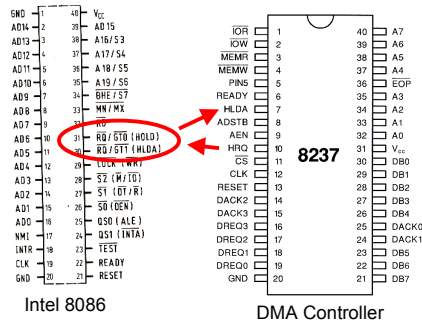 GND 1 40 Vcc
AD14 2 39 AD15
AD13 3 38 A16/S3
AD12 4 37 A17/S4
AD11 5 36 A18/S5
AD10 6 35 A19/S6
AD9 7 34 BHE/S7
AD8 8 33 MN/MX
AD7 9 32 RD
AD6 10 31 RQ/GT0 (HOLD)
AD5 11 30 RQ/GT1 (HLDA)
AD4 12 29 LOCK (WR)
AD3 13 28 S2 (M/IO)
AD2 14 27 S1 (DT/R)
AD1 15 26 S0 (DEN)
AD0 16 25 QS0 (ALE)
NMI 17 24 QS1 (INTA)
INTR 18 23 TEST
CLK 19 22 READY
GND 20 21 RESET
Intel 8086
IOR 1 40 A7
IOW 2 39 A6
MEMR 3 38 A5
MEMW 4 37 A4
PIN5 5 36 EOP
READY 6 35 A3
HLDA 7 34 A2
ADSTB 8 33 A1
AEN 9 32 A0
HRQ 10 31 Vcc
8237
CS 11 30 DB0
CLK 12 29 DB1
RESET 13 28 DB2
DACK2 14 27 DB3
DACK3 15 26 DB4
DREQ3 16 25 DACK0
DREQ2 17 24 DACK1
DREQ1 18 23 DB5
DREQ0 19 22 DB6
GND 20 21 DB7
DMA Controller